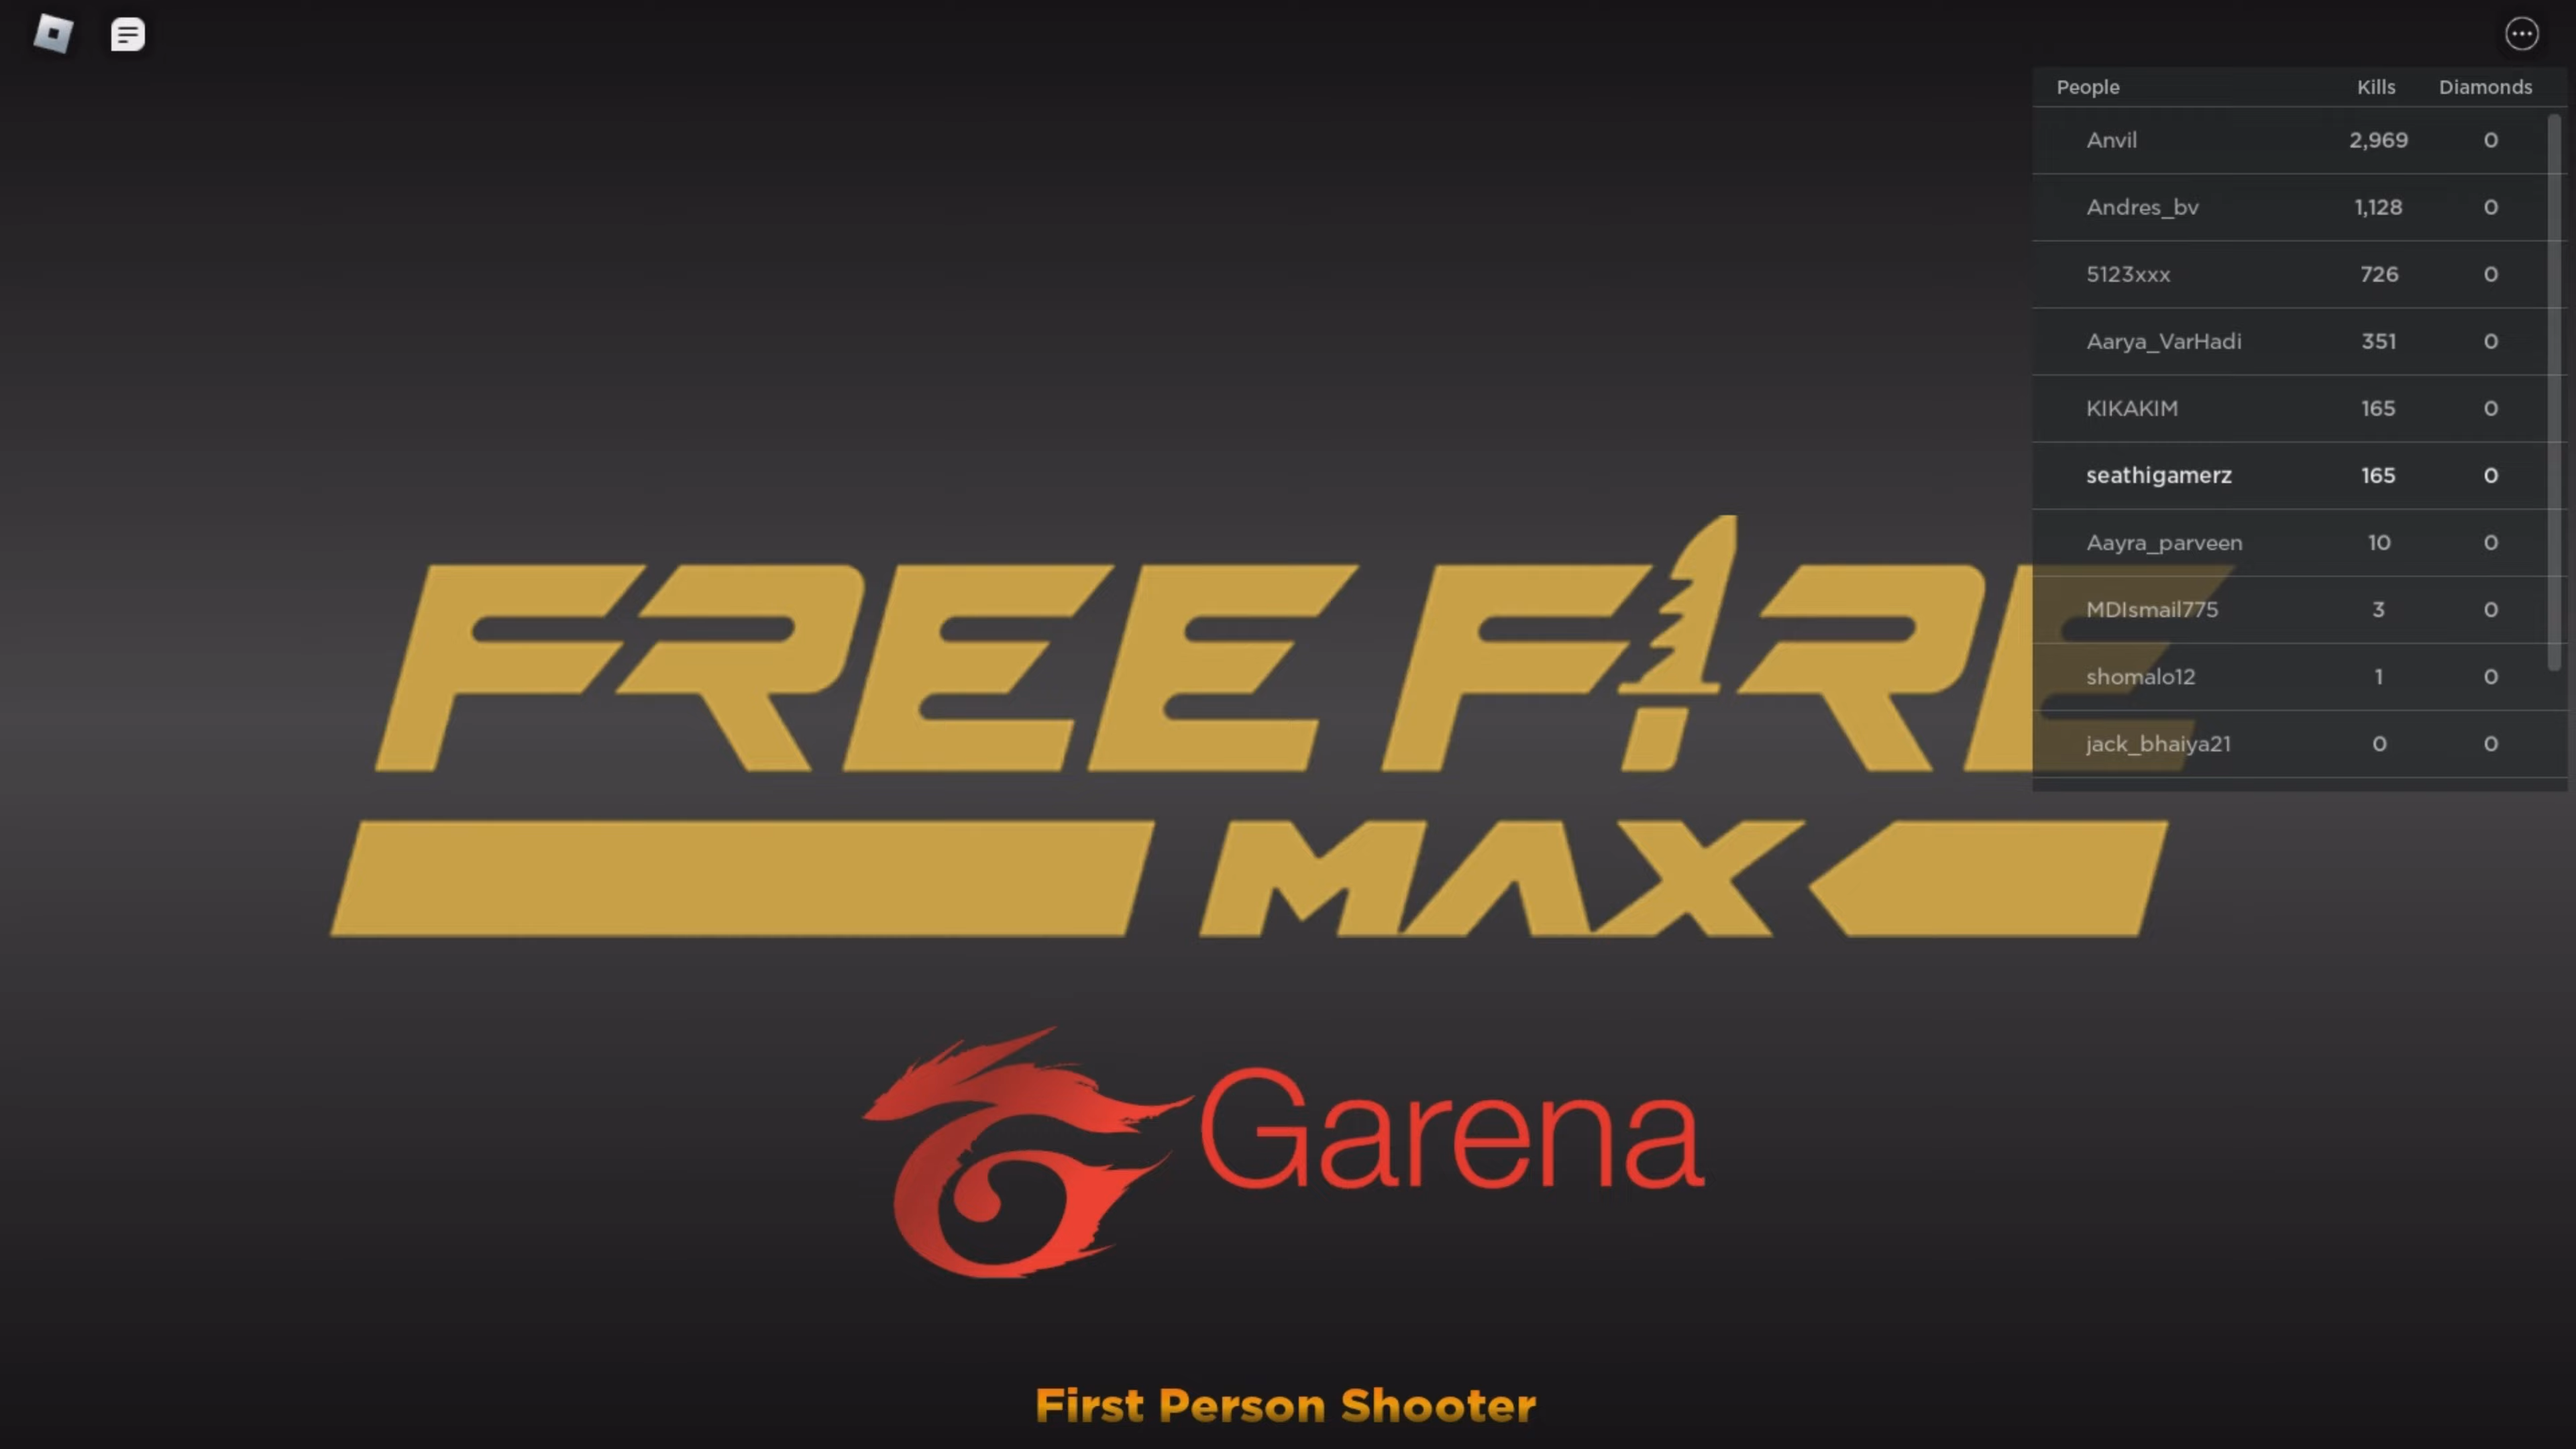 People Kills Diamonds
Anvil 2,969 0
Andres_bv 1,128 0
5123xxx 726 0
Aarya_VarHadi 351 0
KIKAKIM 165 0
seathigamerz 165 0
Aayra_parveen 10 0
MDIsmail775 3 0
shomalo12 1 0
jack_bhaiya21 0 0
FREE FIRE
MAX
Garena
First Person Shooter